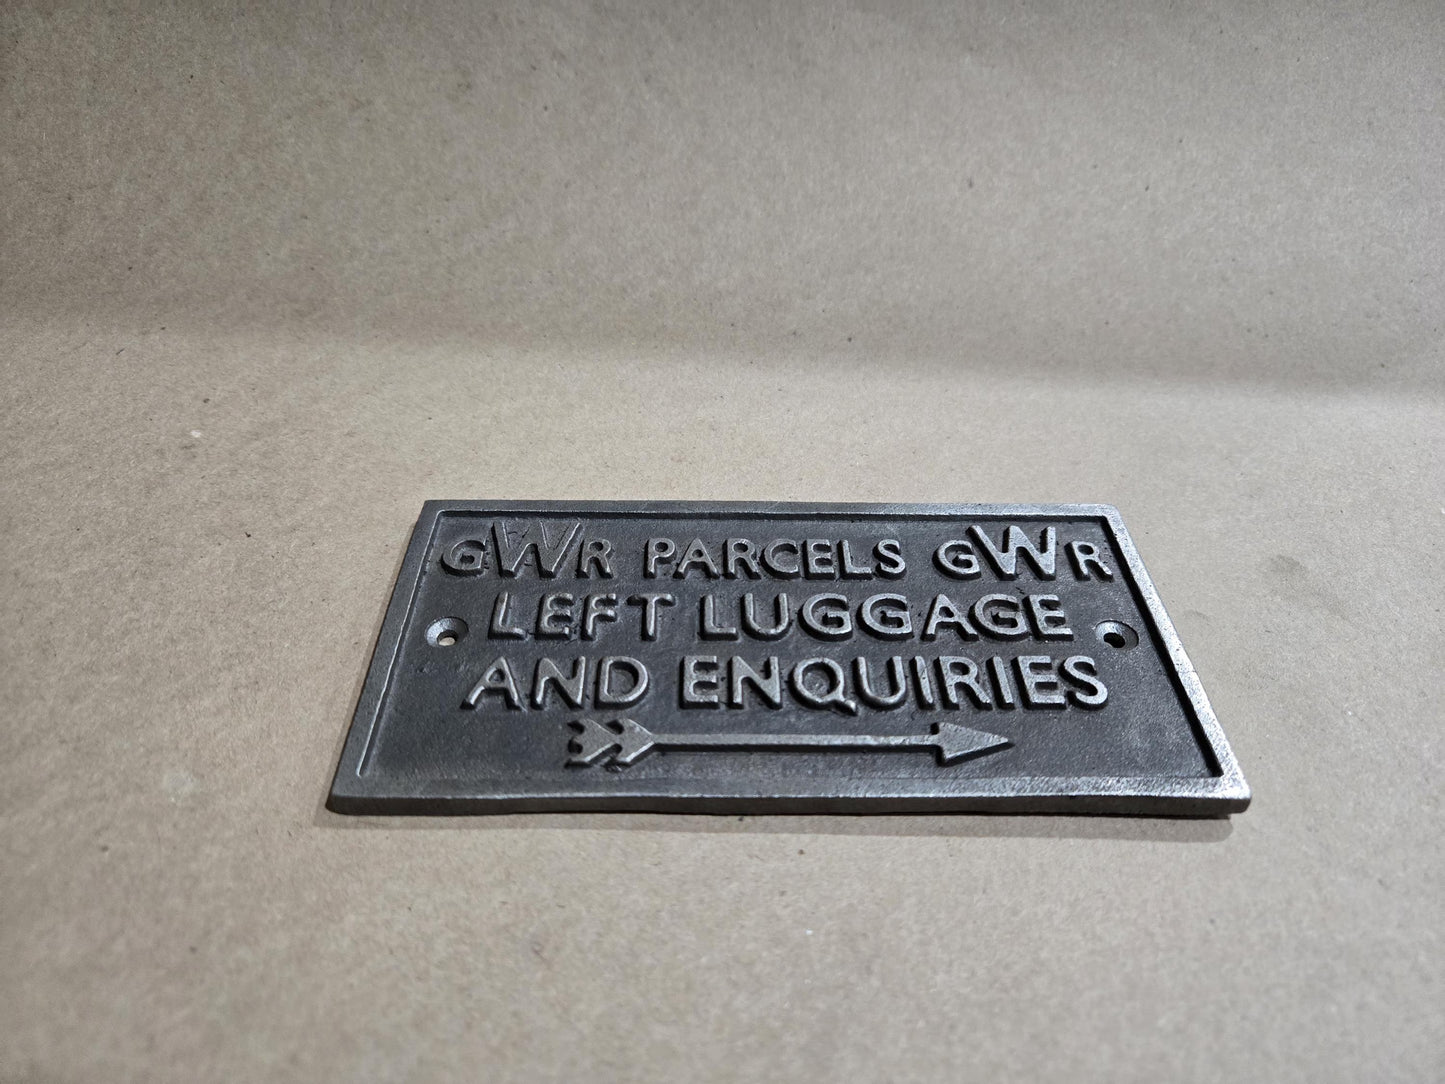 GWR PARCELS GWR
LEFT LUGGAGE
AND ENQUIRIES